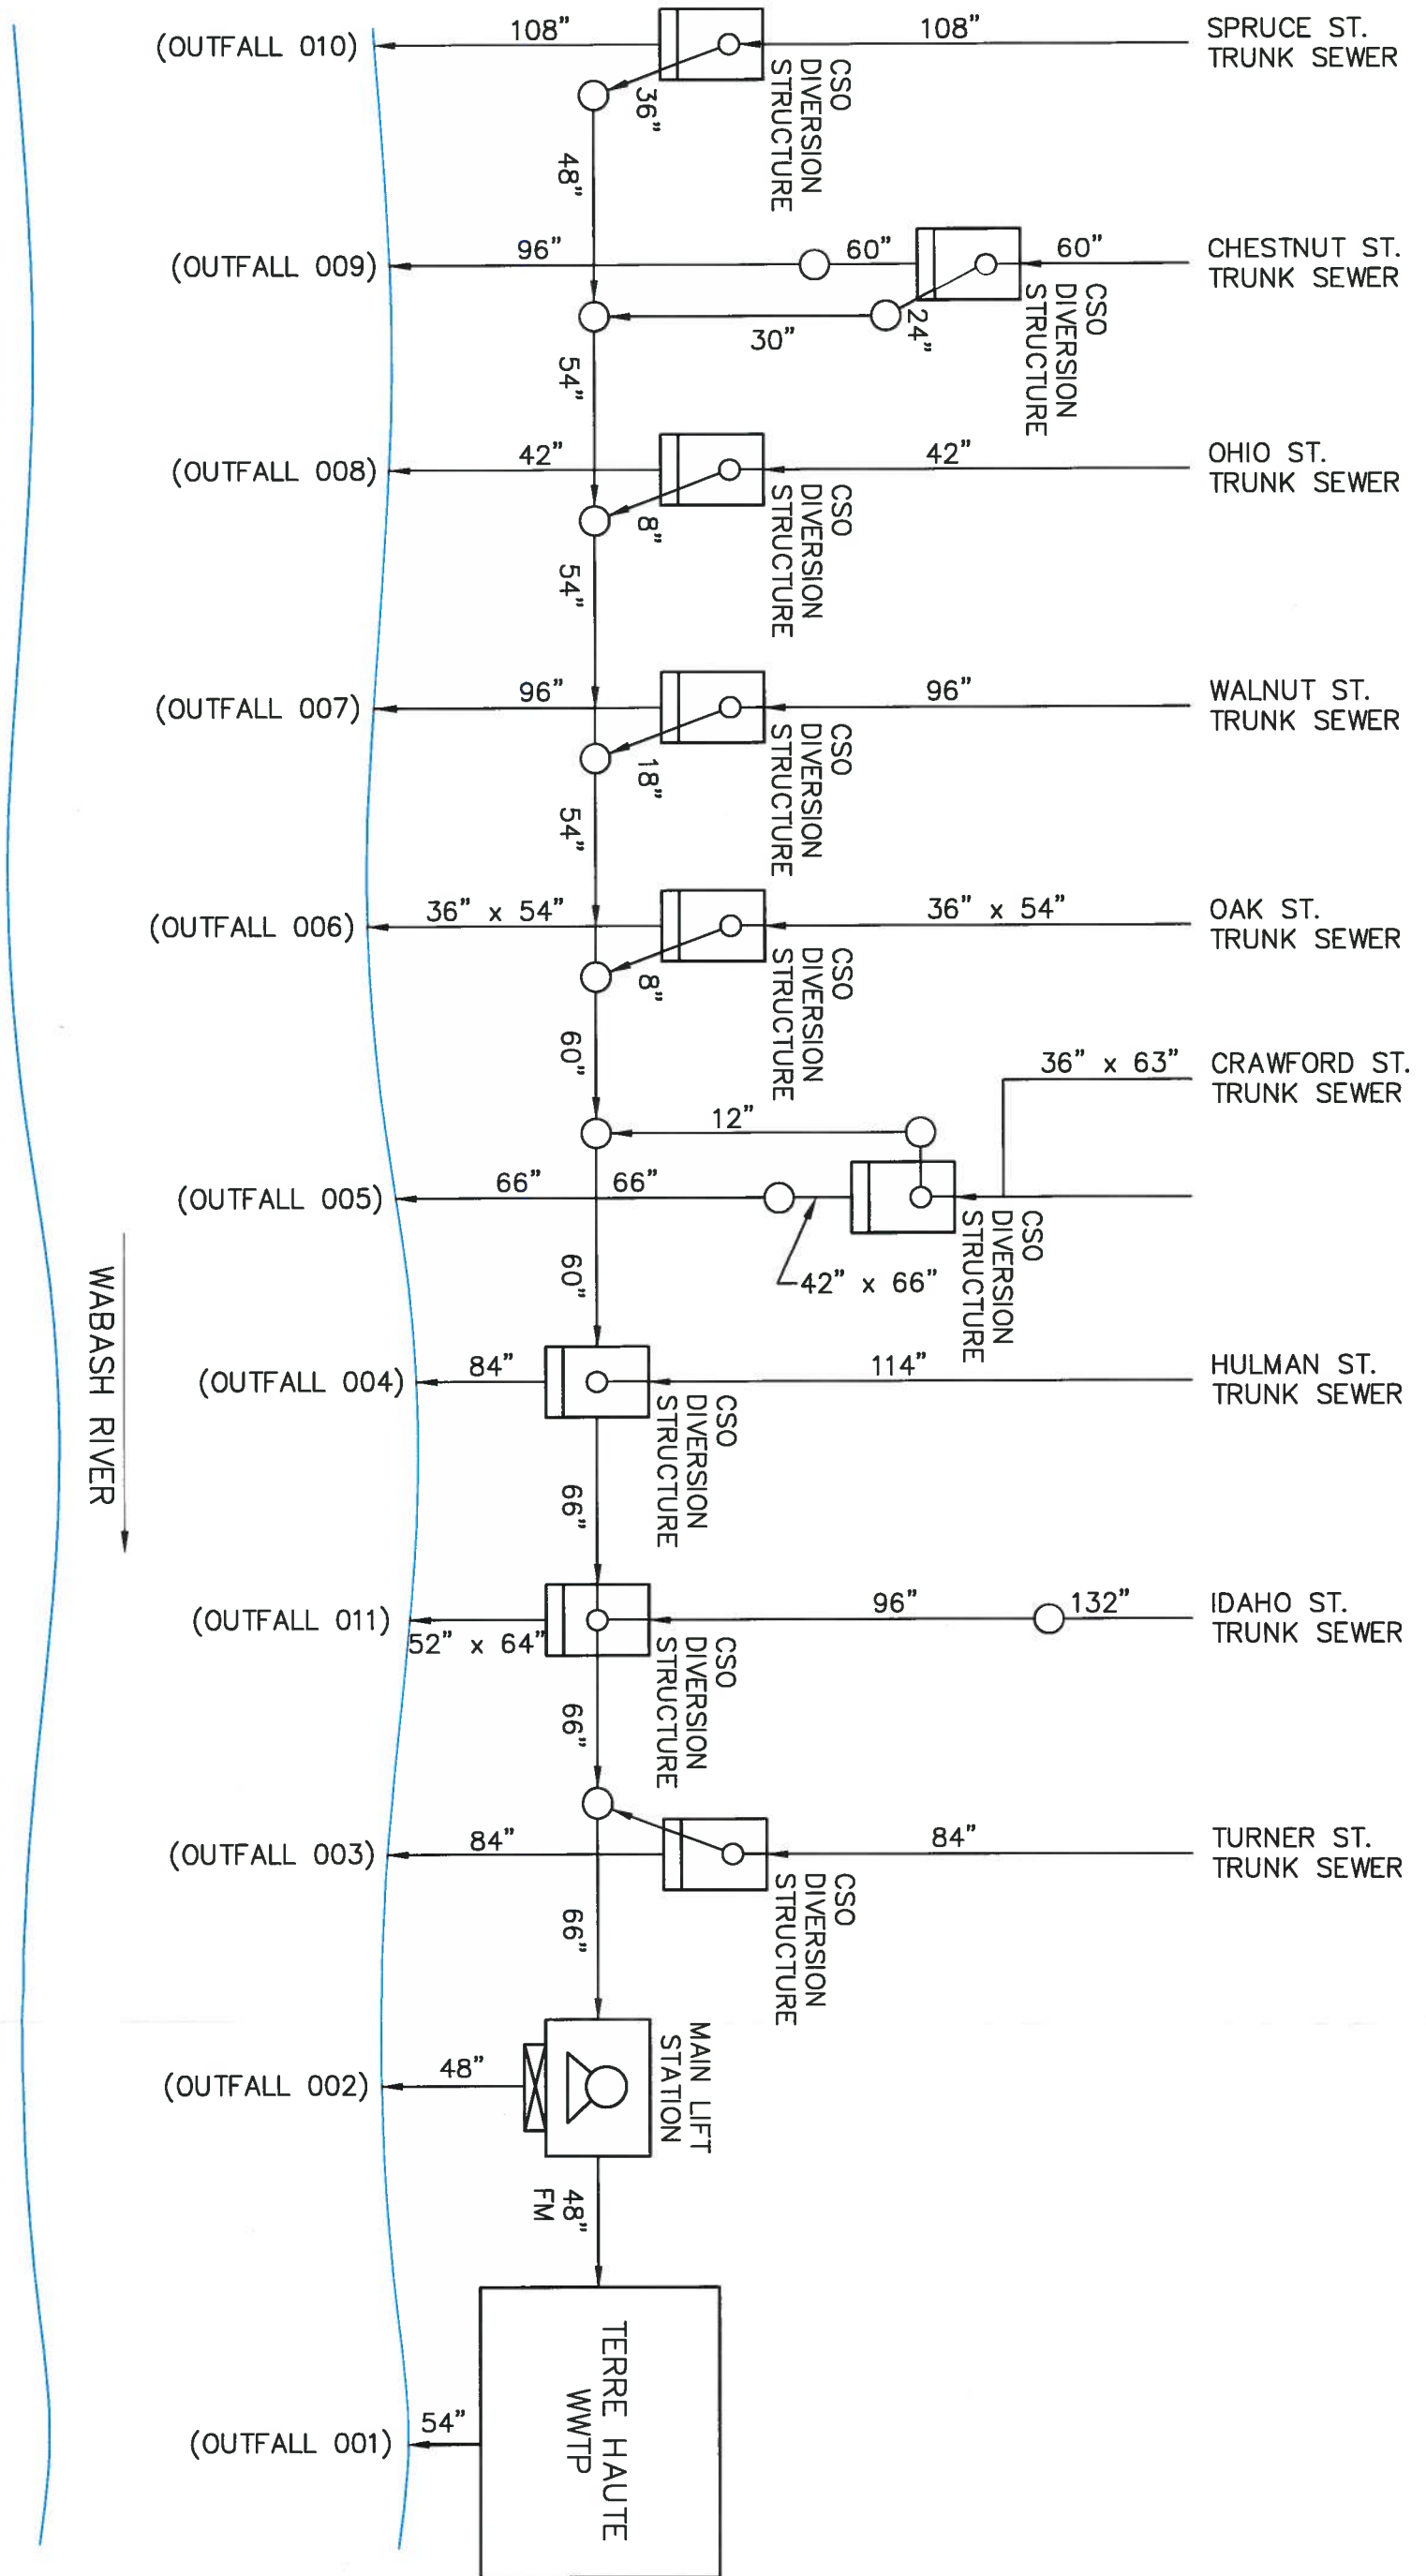 SPRUCE ST.
TRUNK SEWER
108"
108"
(OUTFALL 010)
CSO
DIVERSION
STRUCTURE
36"
48"
CHESTNUT ST.
TRUNK SEWER
60"
60"
96"
(OUTFALL 009)
CSO
DIVERSION
STRUCTURE
24"
30"
54"
OHIO ST.
TRUNK SEWER
42"
42"
(OUTFALL 008)
CSO
DIVERSION
STRUCTURE
8"
54"
WALNUT ST.
TRUNK SEWER
96"
96"
(OUTFALL 007)
CSO
DIVERSION
STRUCTURE
18"
54"
OAK ST.
TRUNK SEWER
36" x 54"
36" x 54"
(OUTFALL 006)
CSO
DIVERSION
STRUCTURE
8"
60"
CRAWFORD ST.
TRUNK SEWER
36" x 63"
12"
66"
66"
(OUTFALL 005)
42" x 66"
CSO
DIVERSION
STRUCTURE
60"
HULMAN ST.
TRUNK SEWER
114"
84"
(OUTFALL 004)
CSO
DIVERSION
STRUCTURE
66"
WABASH RIVER
IDAHO ST.
TRUNK SEWER
132"
96"
52" x 64"
(OUTFALL 011)
CSO
DIVERSION
STRUCTURE
66"
TURNER ST.
TRUNK SEWER
84"
84"
(OUTFALL 003)
CSO
DIVERSION
STRUCTURE
66"
MAIN LIFT
STATION
48"
(OUTFALL 002)
48"
FM
TERRE HAUTE
WWTP
54"
(OUTFALL 001)